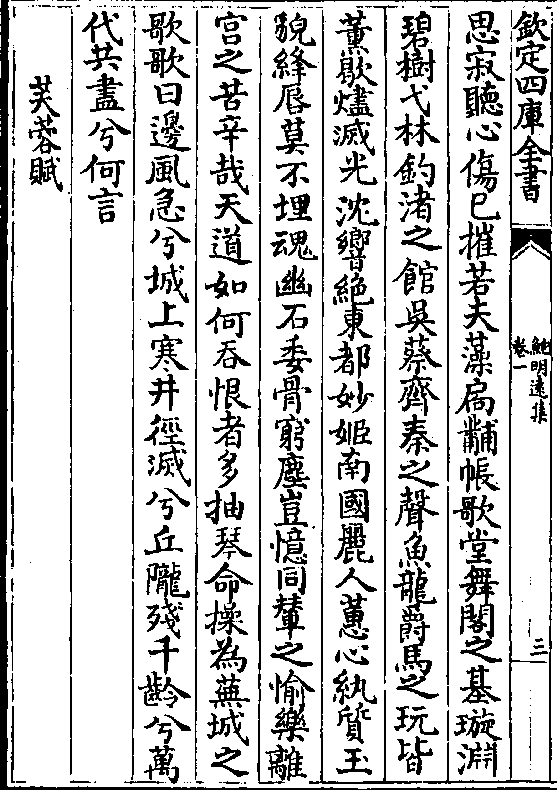 欽定四庫全書
鮑明遠集
卷一
三
思寂聽心傷已摧若夫藻扃黼帳歌堂舞閣之基璇淵
碧樹弋林釣渚之館吳蔡齊秦之聲魚龍爵馬之玩皆
薰歇燼滅光沈響絶東都妙姬南國麗人蕙心紈質玉
貌絳唇莫不埋魂幽石委骨窮塵豈憶同輦之愉樂離
宫之苦辛哉天道如何吞恨者多抽琴命操為蕪城之
歌歌曰邊風急兮城上寒井徑滅兮丘隴殘千齡兮萬
代共盡兮何言
芙蓉賦